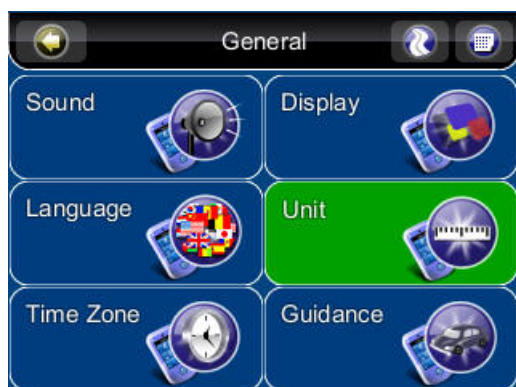 General
Sound
Display
Language
Unit
Time Zone
Guidance